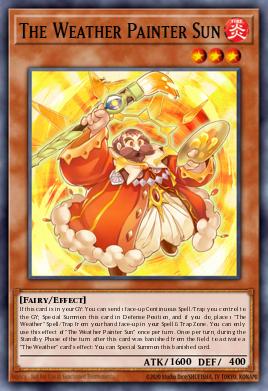 The Weather Painter Sun
炎
FIRE
[Fairy/Effect]
If this card is in your GY: You can send 1 face-up Continuous Spell/Trap you control to
the GY; Special Summon this card in Defense Position, and if you do, place 1 "The
Weather" Spell/Trap from your hand face-up in your Spell & Trap Zone. You can only
use this effect of "The Weather Painter Sun" once per turn. Once per turn, during the
Standby Phase of the turn after this card was banished from the field to activate a
"The Weather" card's effect: You can Special Summon this banished card.
ATK/1600 DEF/ 400
©2020 Studio Dice/SHUEISHA, TV TOKYO, KONAMI